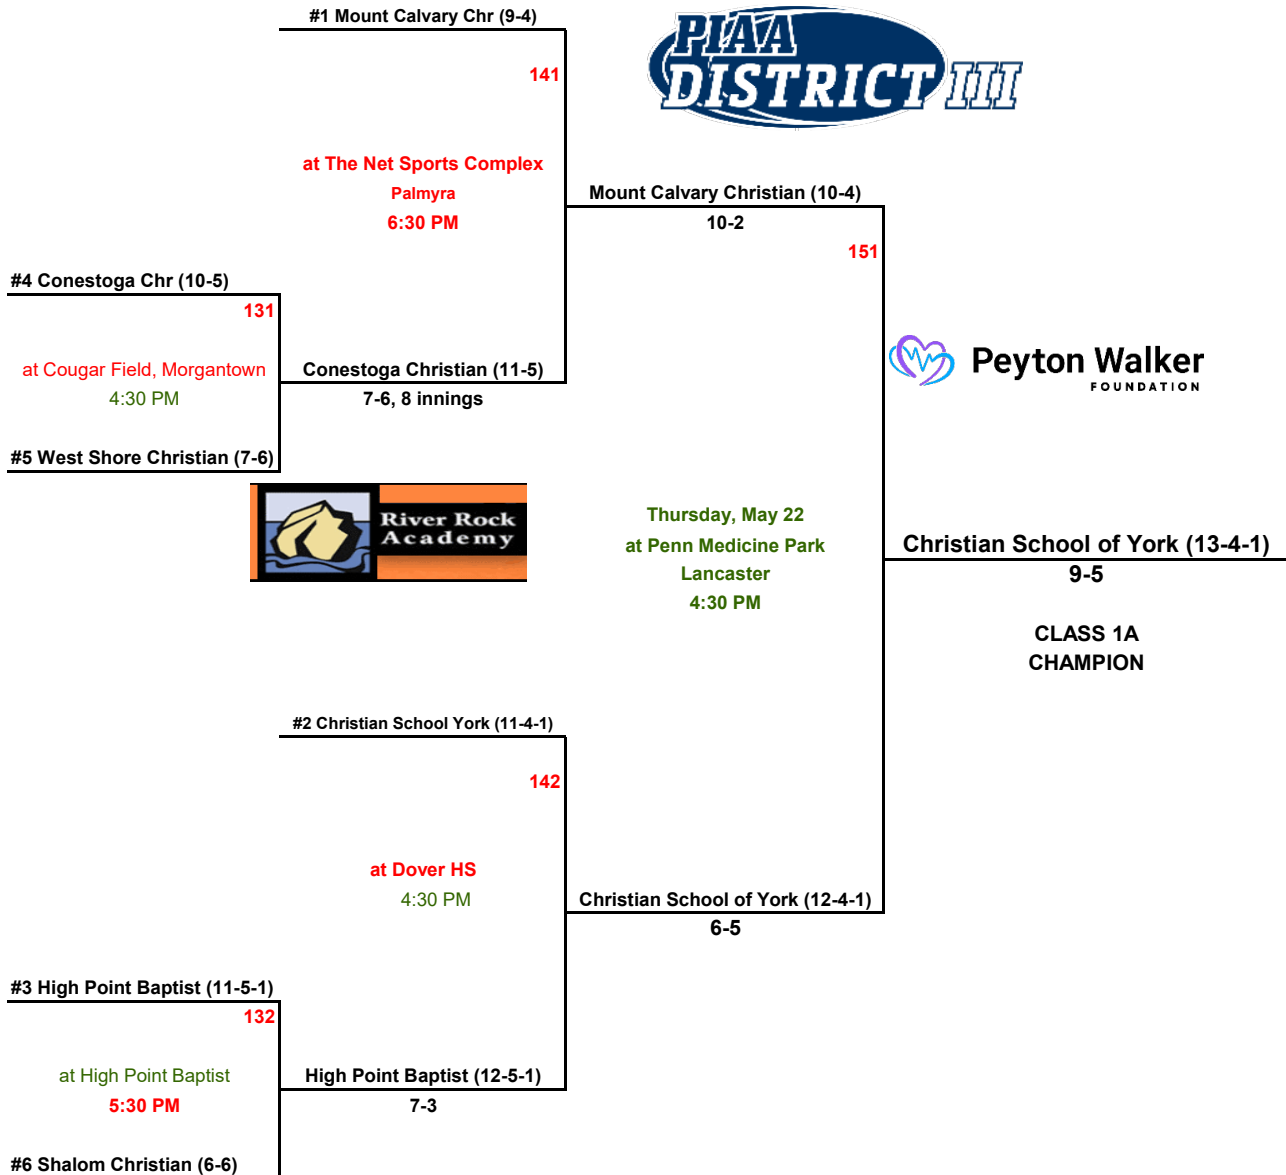 #1 Mount Calvary Chr (9-4)
PIAA
DISTRICT III
141
at The Net Sports Complex
Palmyra
6:30 PM
Mount Calvary Christian (10-4)
10-2
151
#4 Conestoga Chr (10-5)
131
at Cougar Field, Morgantown
4:30 PM
Conestoga Christian (11-5)
7-6, 8 innings
Peyton Walker
FOUNDATION
#5 West Shore Christian (7-6)
River Rock
Academy
Thursday, May 22
at Penn Medicine Park
Lancaster
4:30 PM
Christian School of York (13-4-1)
9-5
CLASS 1A
CHAMPION
#2 Christian School York (11-4-1)
142
at Dover HS
4:30 PM
Christian School of York (12-4-1)
6-5
#3 High Point Baptist (11-5-1)
132
at High Point Baptist
5:30 PM
High Point Baptist (12-5-1)
7-3
#6 Shalom Christian (6-6)